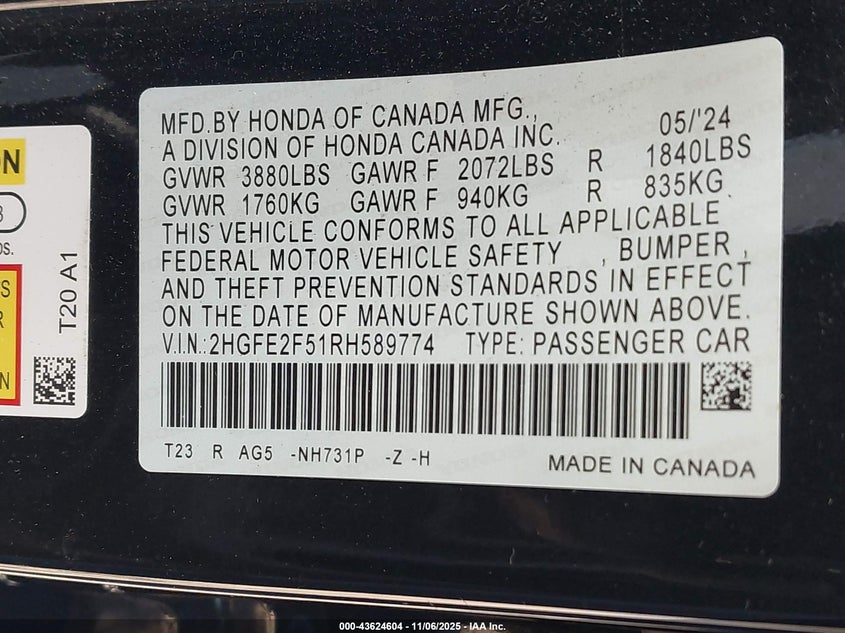 MFD.BY HONDA OF CANADA MFG., 05/'24
A DIVISION OF HONDA CANADA INC.
GVWR 3880LBS GAWR F 2072LBS R 1840LBS
GVWR 1760KG GAWR F 940KG R 835KG
THIS VEHICLE CONFORMS TO ALL APPLICABLE
FEDERAL MOTOR VEHICLE SAFETY , BUMPER ,
AND THEFT PREVENTION STANDARDS IN EFFECT
ON THE DATE OF MANUFACTURE SHOWN ABOVE.
V.I.N.:2HGFE2F51RH589774 TYPE: PASSENGER CAR
T23 R AG5 -NH731P -Z -H
MADE IN CANADA
T20 A1
000-43624604 - 11/06/2025 - IAA Inc.